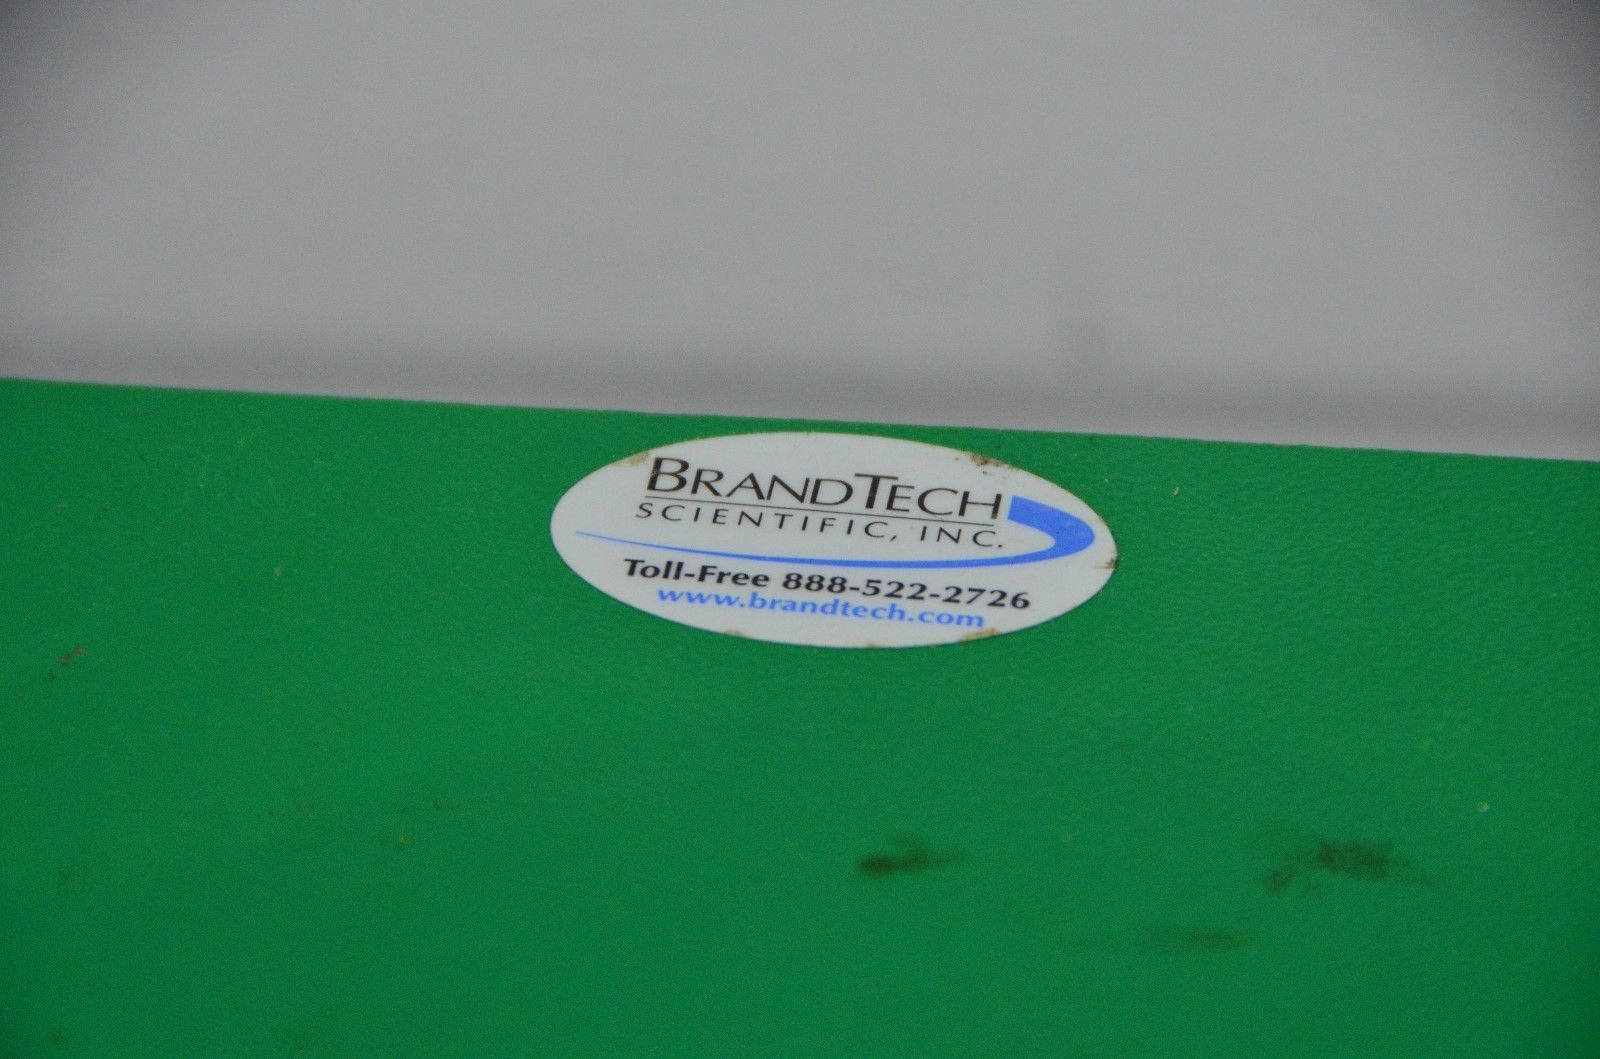 BRANDTECH
SCIENTIFIC, INC.
Toll-Free 888-522-2726
www.brandtech.com